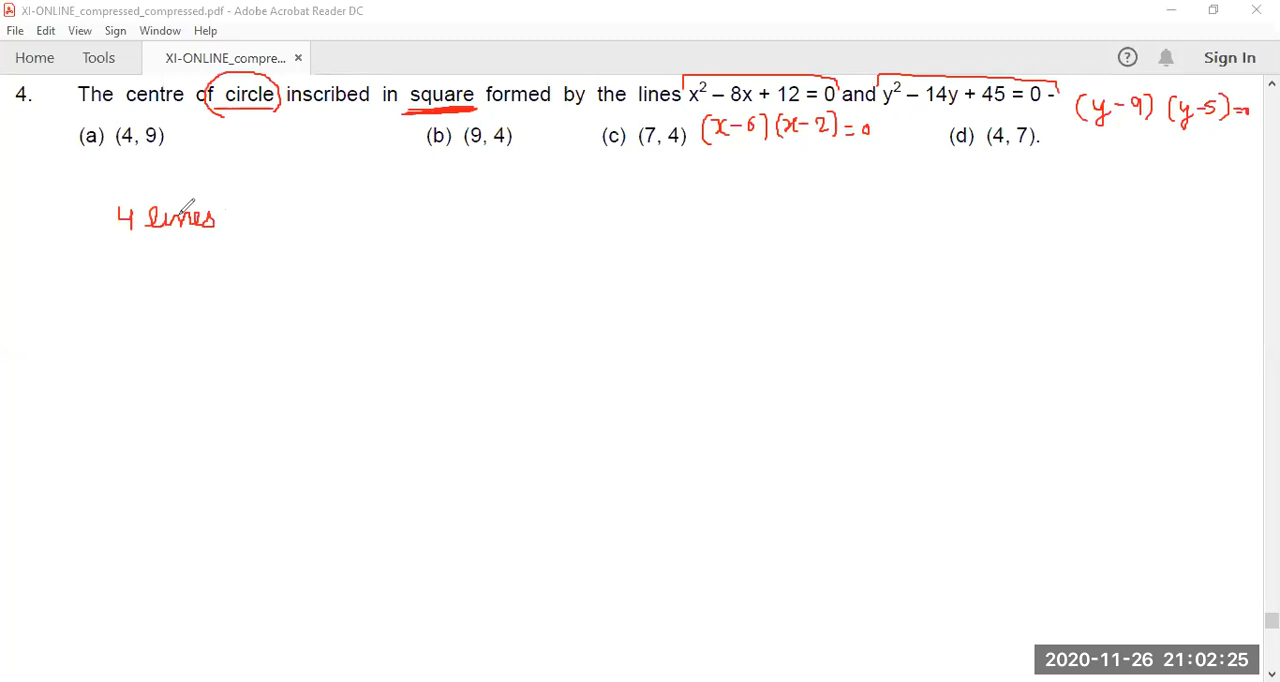 XI-ONLINE_compressed_compressed.pdf - Adobe Acrobat Reader DC
File Edit View Sign Window Help
Home Tools XI-ONLINE_compre... × Sign In
4. The centre of circle inscribed in square formed by the lines x² – 8x + 12 = 0 and y² – 14y + 45 = 0 - (y-9) (y-5)=0
(a) (4, 9) (b) (9, 4) (c) (7, 4) (x-6)(x-2)=0 (d) (4, 7).
4 lines
2020-11-26 21:02:25